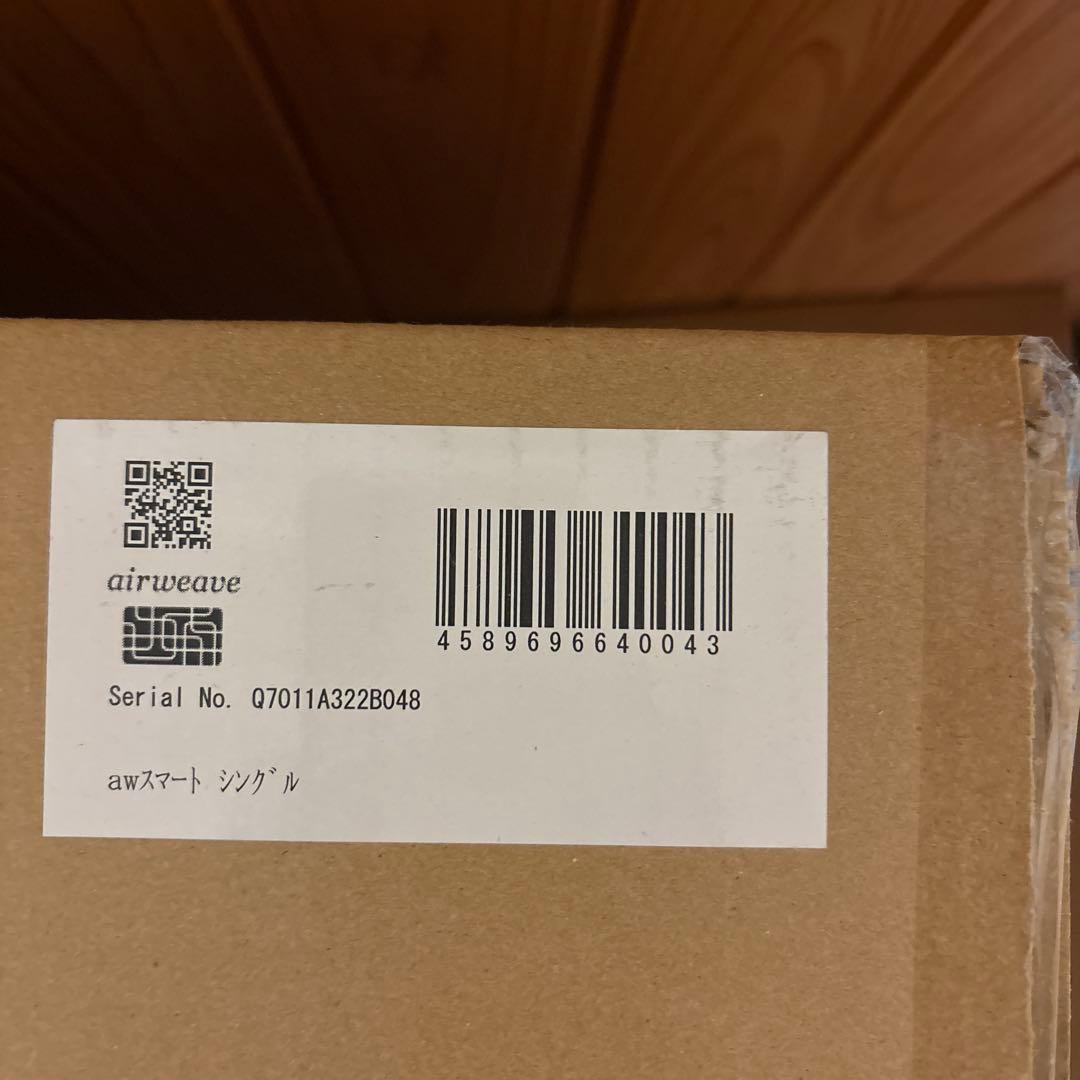 airweave
4589696640043
Serial No. Q7011A322B048
awｽﾏｰﾄ ｼﾝｸﾞﾙ